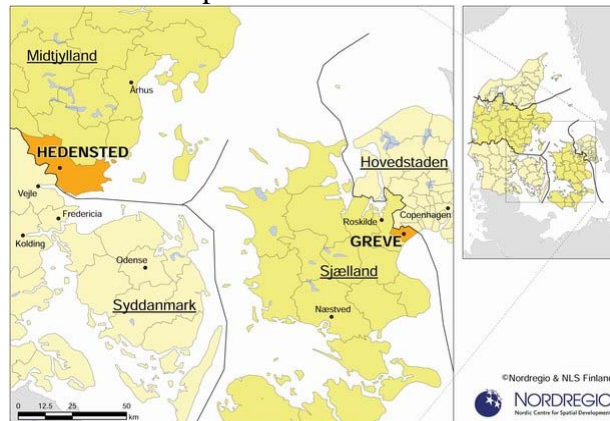 Midtjylland
Århus
HEDENSTED
Vejle
Fredericia
Kolding
Odense
Syddanmark
Hovedstaden
Roskilde
Copenhagen
GREVE
Sjælland
Næstved
0 12.5 25 50
km
©Nordregio & NLS Finland
NORDREGIO
Nordic Centre for Spatial Development